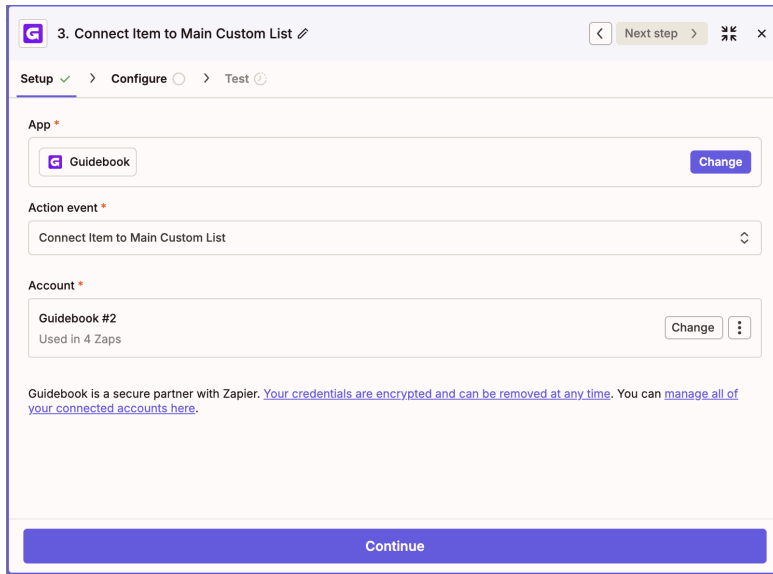 3. Connect Item to Main Custom List
Next step
Setup
Configure
Test
App *
Guidebook
Change
Action event *
Connect Item to Main Custom List
Account *
Guidebook #2
Used in 4 Zaps
Change
Guidebook is a secure partner with Zapier. Your credentials are encrypted and can be removed at any time. You can manage all of
your connected accounts here.
Continue